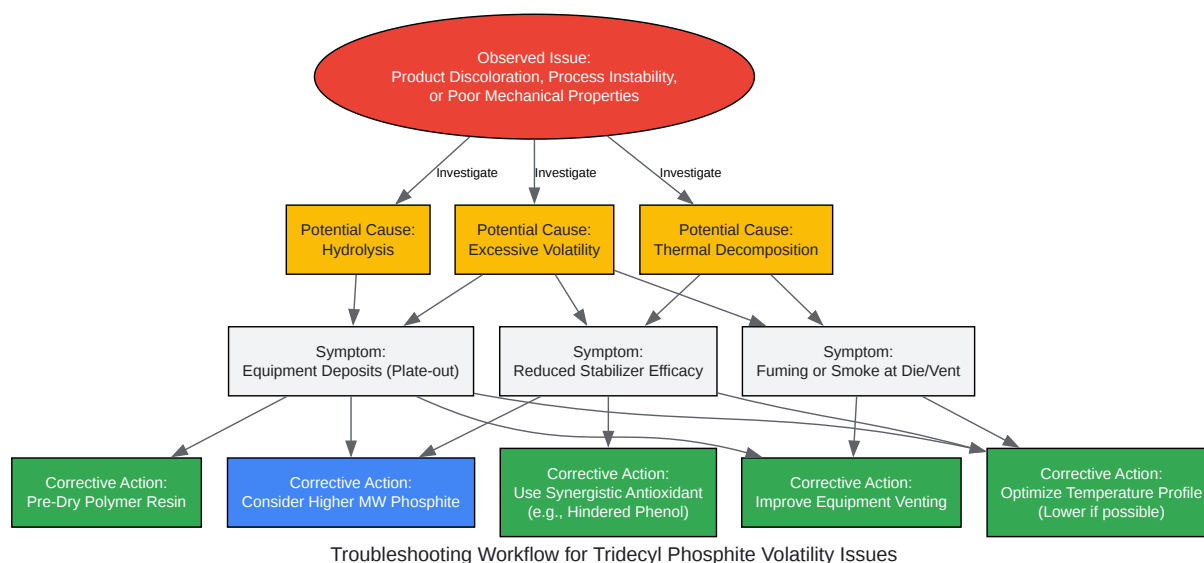 Observed Issue:
Product Discoloration, Process Instability,
or Poor Mechanical Properties
Investigate
Investigate
Investigate
Potential Cause:
Hydrolysis
Potential Cause:
Excessive Volatility
Potential Cause:
Thermal Decomposition
Symptom:
Equipment Deposits (Plate-out)
Symptom:
Reduced Stabilizer Efficacy
Symptom:
Fuming or Smoke at Die/Vent
Corrective Action:
Pre-Dry Polymer Resin
Corrective Action:
Consider Higher MW Phosphite
Corrective Action:
Use Synergistic Antioxidant
(e.g., Hindered Phenol)
Corrective Action:
Improve Equipment Venting
Corrective Action:
Optimize Temperature Profile
(Lower if possible)
Troubleshooting Workflow for Tridecyl Phosphite Volatility Issues